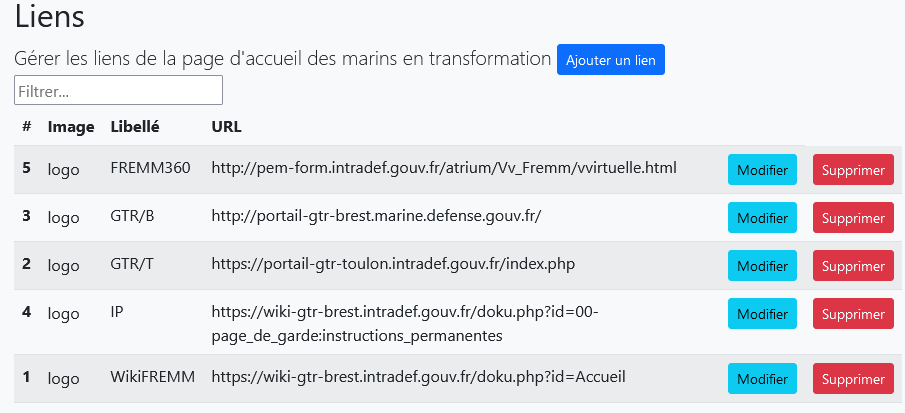 Liens
Gérer les liens de la page d'accueil des marins en transformation Ajouter un lien
Filtrer...
# Image Libellé URL
5 logo FREMM360 http://pem-form.intradef.gouv.fr/atrium/Vv_Fremm/vvirtuelle.html Modifier Supprimer
3 logo GTR/B http://portail-gtr-brest.marine.defense.gouv.fr/ Modifier Supprimer
2 logo GTR/T https://portail-gtr-toulon.intradef.gouv.fr/index.php Modifier Supprimer
4 logo IP https://wiki-gtr-brest.intradef.gouv.fr/doku.php?id=00- Modifier Supprimer
page_de_garde:instructions_permanentes
1 logo WikiFREMM https://wiki-gtr-brest.intradef.gouv.fr/doku.php?id=Accueil Modifier Supprimer